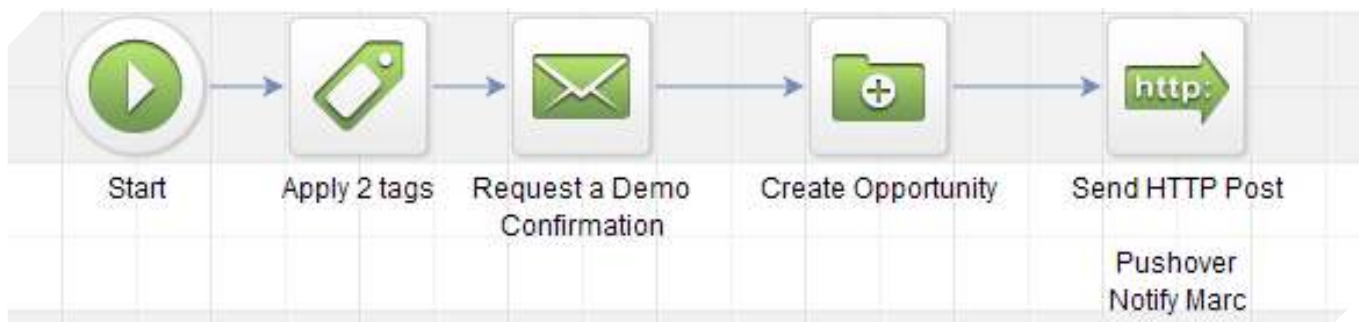 http:
Start
Apply 2 tags
Request a Demo
Confirmation
Create Opportunity
Send HTTP Post
Pushover
Notify Marc